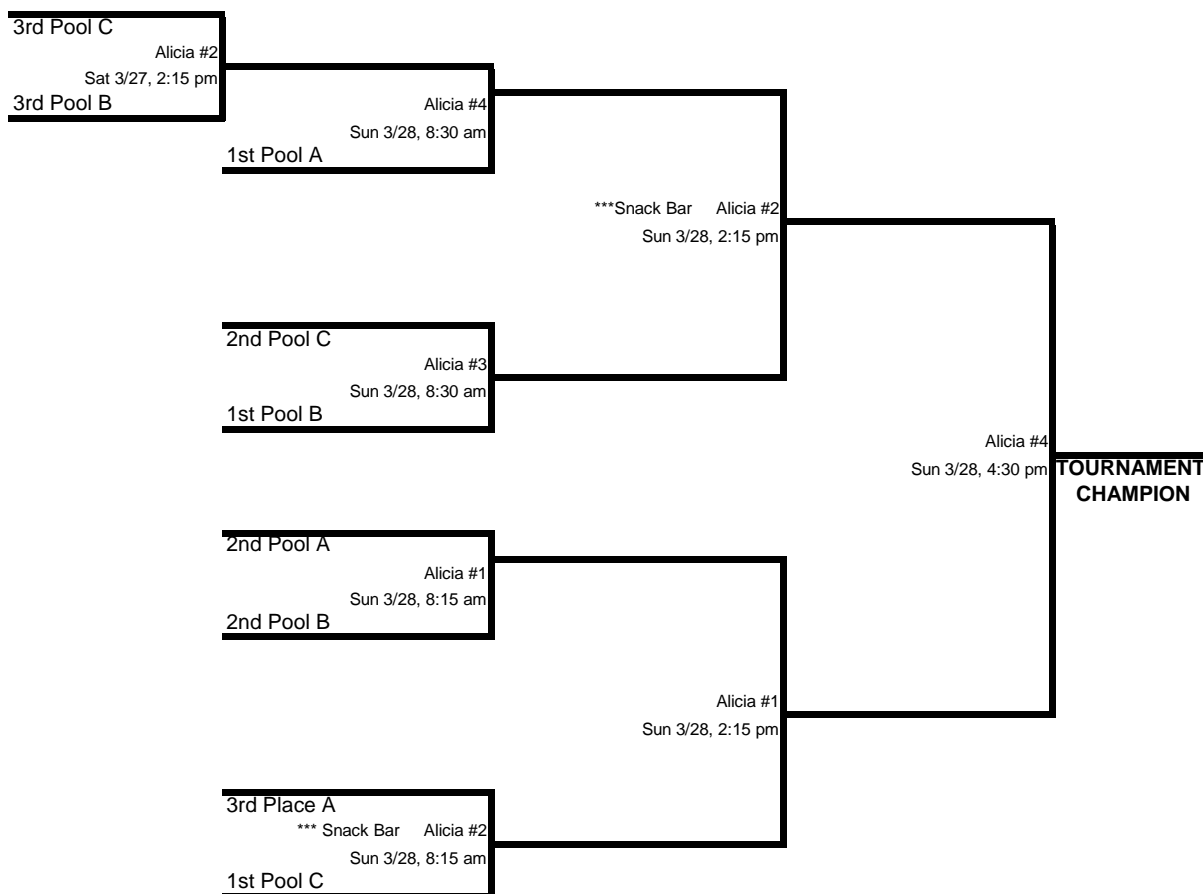 3rd Pool C
Alicia #2
Sat 3/27, 2:15 pm
3rd Pool B
Alicia #4
Sun 3/28, 8:30 am
1st Pool A
***Snack Bar Alicia #2
Sun 3/28, 2:15 pm
2nd Pool C
Alicia #3
Sun 3/28, 8:30 am
1st Pool B
Alicia #4
Sun 3/28, 4:30 pm
TOURNAMENT
CHAMPION
2nd Pool A
Alicia #1
Sun 3/28, 8:15 am
2nd Pool B
Alicia #1
Sun 3/28, 2:15 pm
3rd Place A
*** Snack Bar Alicia #2
Sun 3/28, 8:15 am
1st Pool C